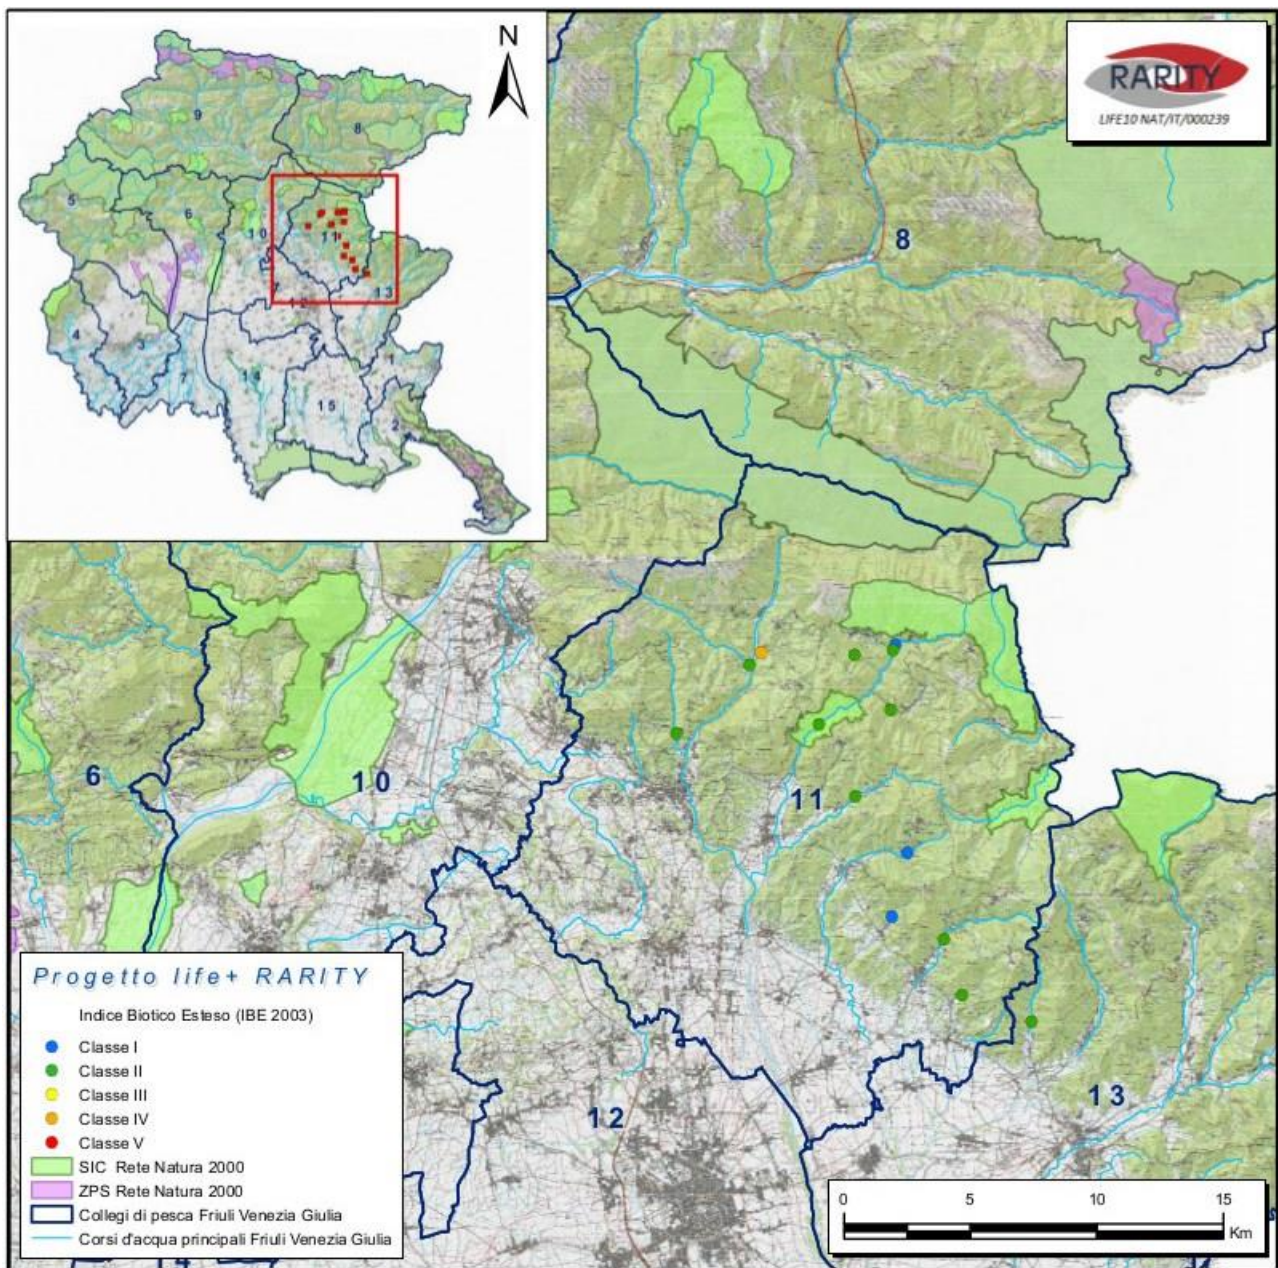 N
RARITY
LIFE10 NAT/IT/000239
9
8
5
6
10
11
7
12
13
4
3
7
14
15
1
2
8
6
10
11
12
13
Progetto life+ RARITY
Indice Biotico Esteso (IBE 2003)
Classe I
Classe II
Classe III
Classe IV
Classe V
SIC Rete Natura 2000
ZPS Rete Natura 2000
Collegi di pesca Friuli Venezia Giulia
Corsi d'acqua principali Friuli Venezia Giulia
0 5 10 15
Km